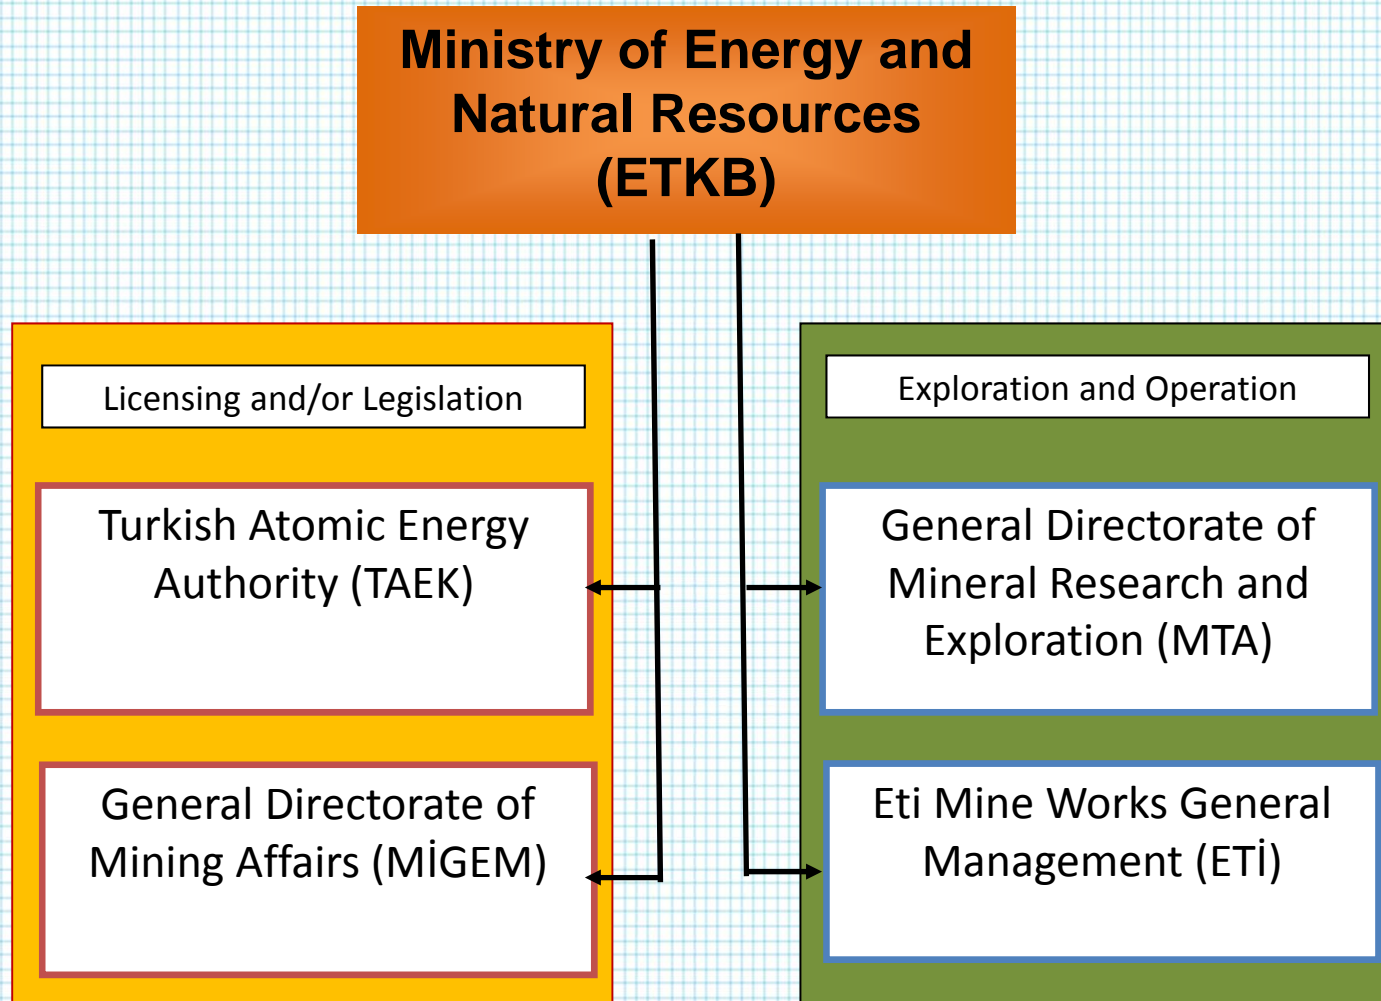 Ministry of Energy and
Natural Resources
(ETKB)
Licensing and/or Legislation
Turkish Atomic Energy
Authority (TAEK)
General Directorate of
Mining Affairs (MİGEM)
Exploration and Operation
General Directorate of
Mineral Research and
Exploration (MTA)
Eti Mine Works General
Management (ETİ)